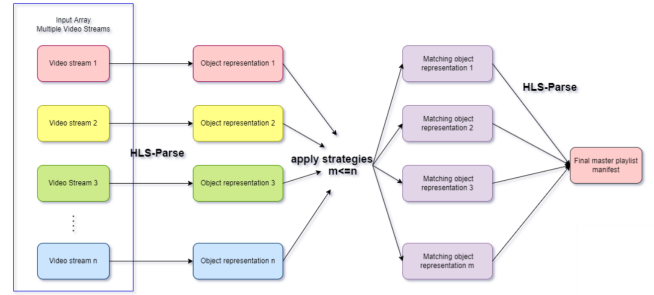 Input Array
Multiple Video Streams
Video stream 1
Object representation 1
Matching object
representation 1
HLS-Parse
Video stream 2
Object representation 2
Matching object
representation 2
HLS-Parse
apply strategies
m<=n
Final master playlist
manifest
Video Stream 3
Object representation 3
Matching object
representation 3
Video stream n
Object representation n
Matching object
representation m